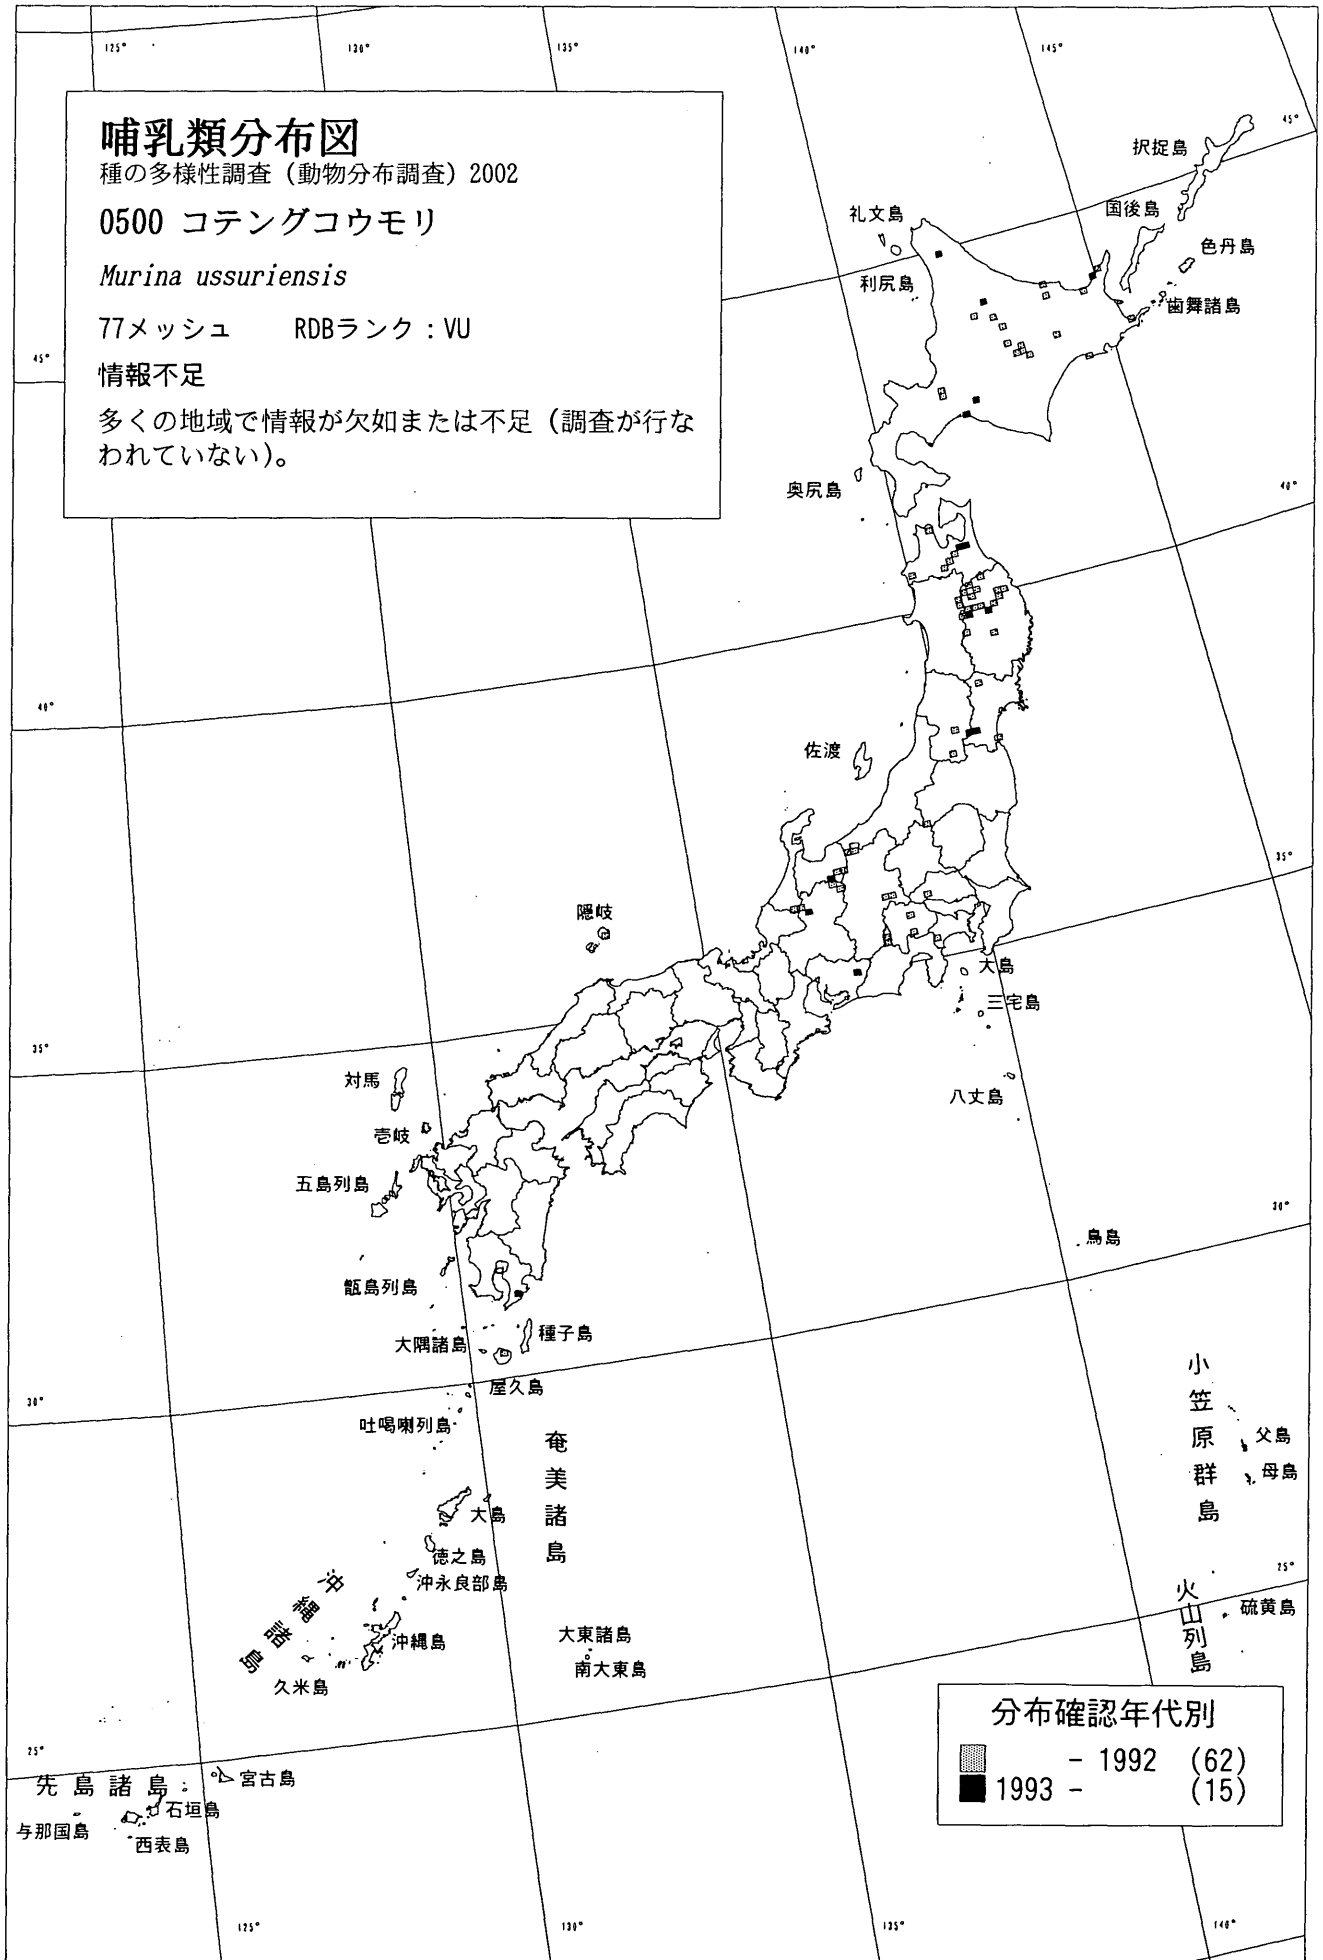 125°
130°
135°
140°
145°
45°
哺乳類分布図
種の多様性調査（動物分布調査）2002
0500 コテングコウモリ
Murina ussuriensis
77メッシュ　RDBランク：VU
情報不足
多くの地域で情報が欠如または不足（調査が行な
われていない）。
択捉島
国後島
礼文島
色丹島
利尻島
歯舞諸島
45°
奥尻島
40°
40°
佐渡
35°
隠岐
大島
三宅島
35°
対馬
八丈島
壱岐
五島列島
30°
鳥島
甑島列島
大隅諸島
種子島
屋久島
30°
吐喝喇列島
小笠原群島
父島
母島
奄美諸島
大島
徳之島
沖永良部島
25°
火山列島
硫黄島
沖縄諸島
沖縄島
大東諸島
南大東島
久米島
25°
先島諸島
宮古島
石垣島
与那国島
西表島
分布確認年代別
- 1992 (62)
1993 - (15)
125°
130°
135°
140°